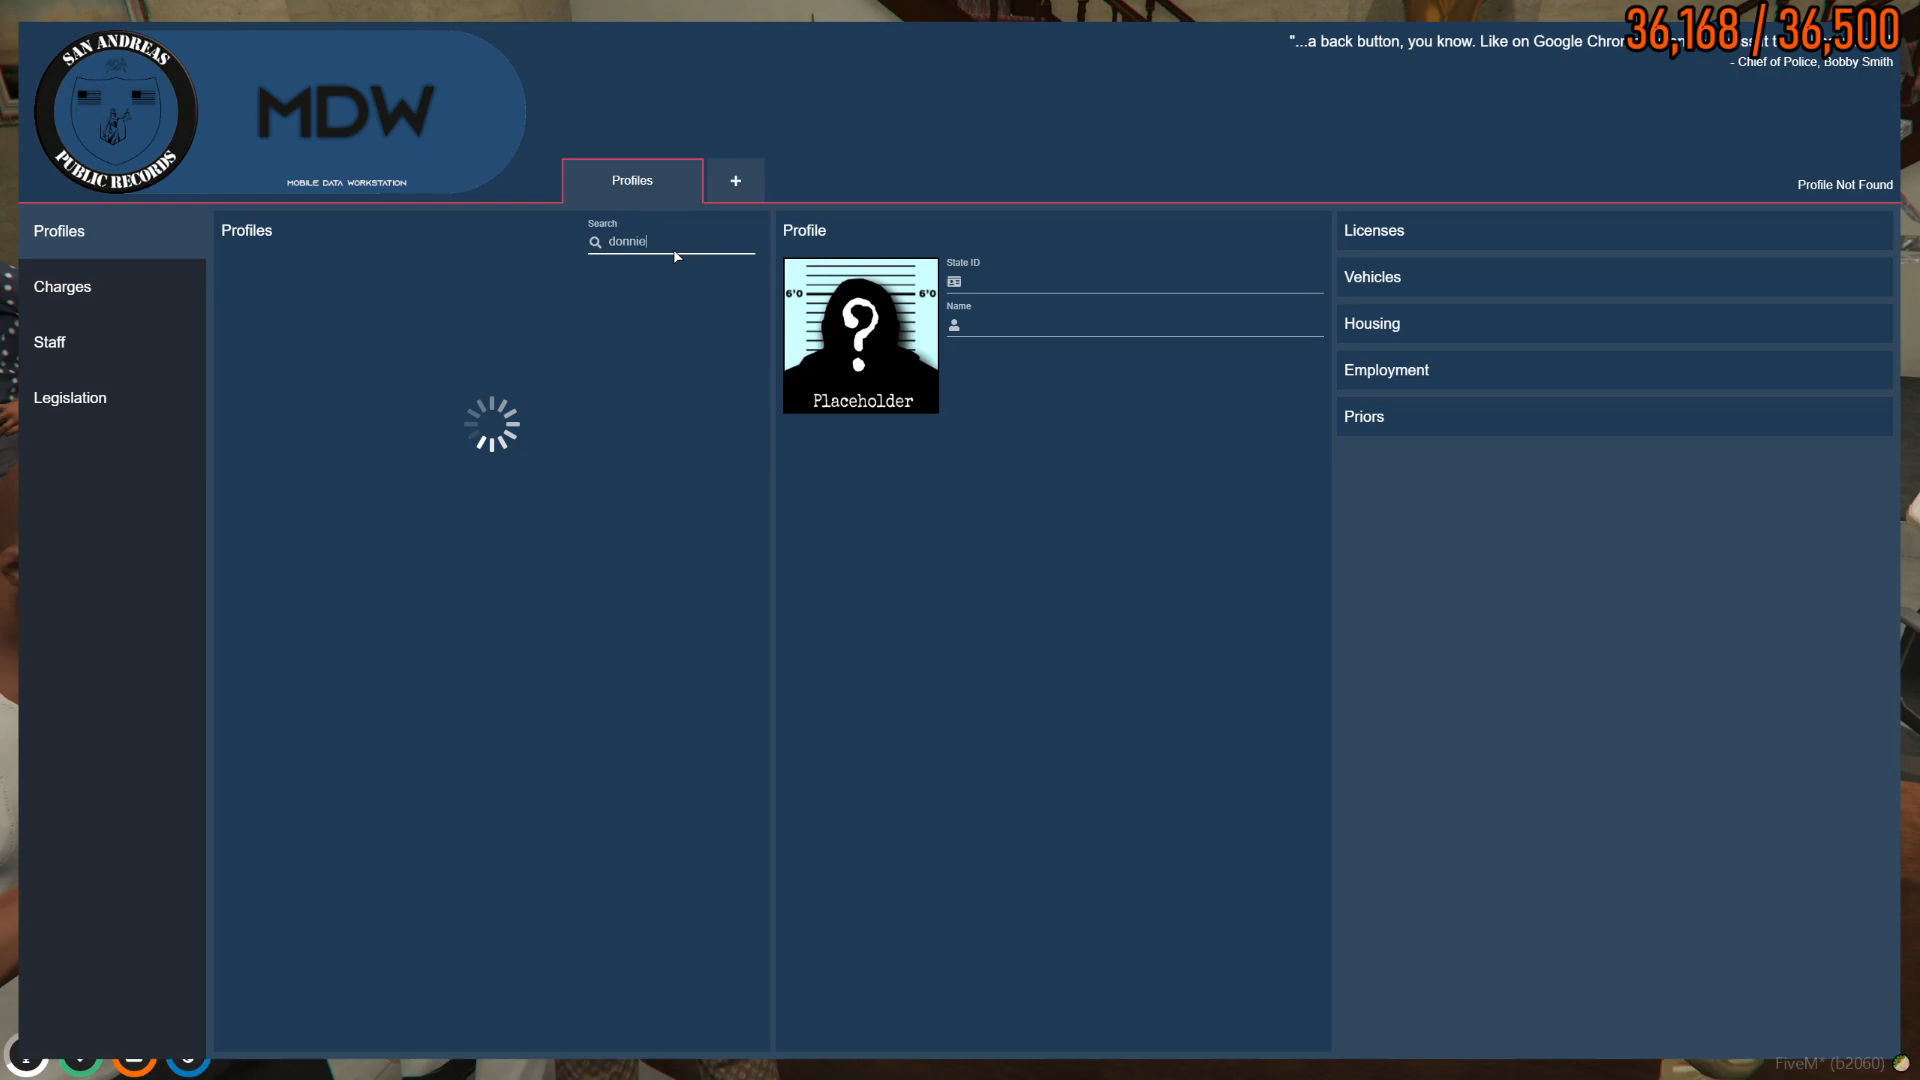 36,168 / 36,500
"...a back button, you know. Like on Google Chro
- Chief of Police, Bobby Smith
SAN ANDREAS
PUBLIC RECORDS
MDW
MOBILE DATA WORKSTATION
Profiles
+
Profile Not Found
Profiles
Charges
Staff
Legislation
Profiles
Search
donnie
Profile
6'0 6'0
?
Placeholder
State ID
Name
Licenses
Vehicles
Housing
Employment
Priors
FiveM* (b2060)